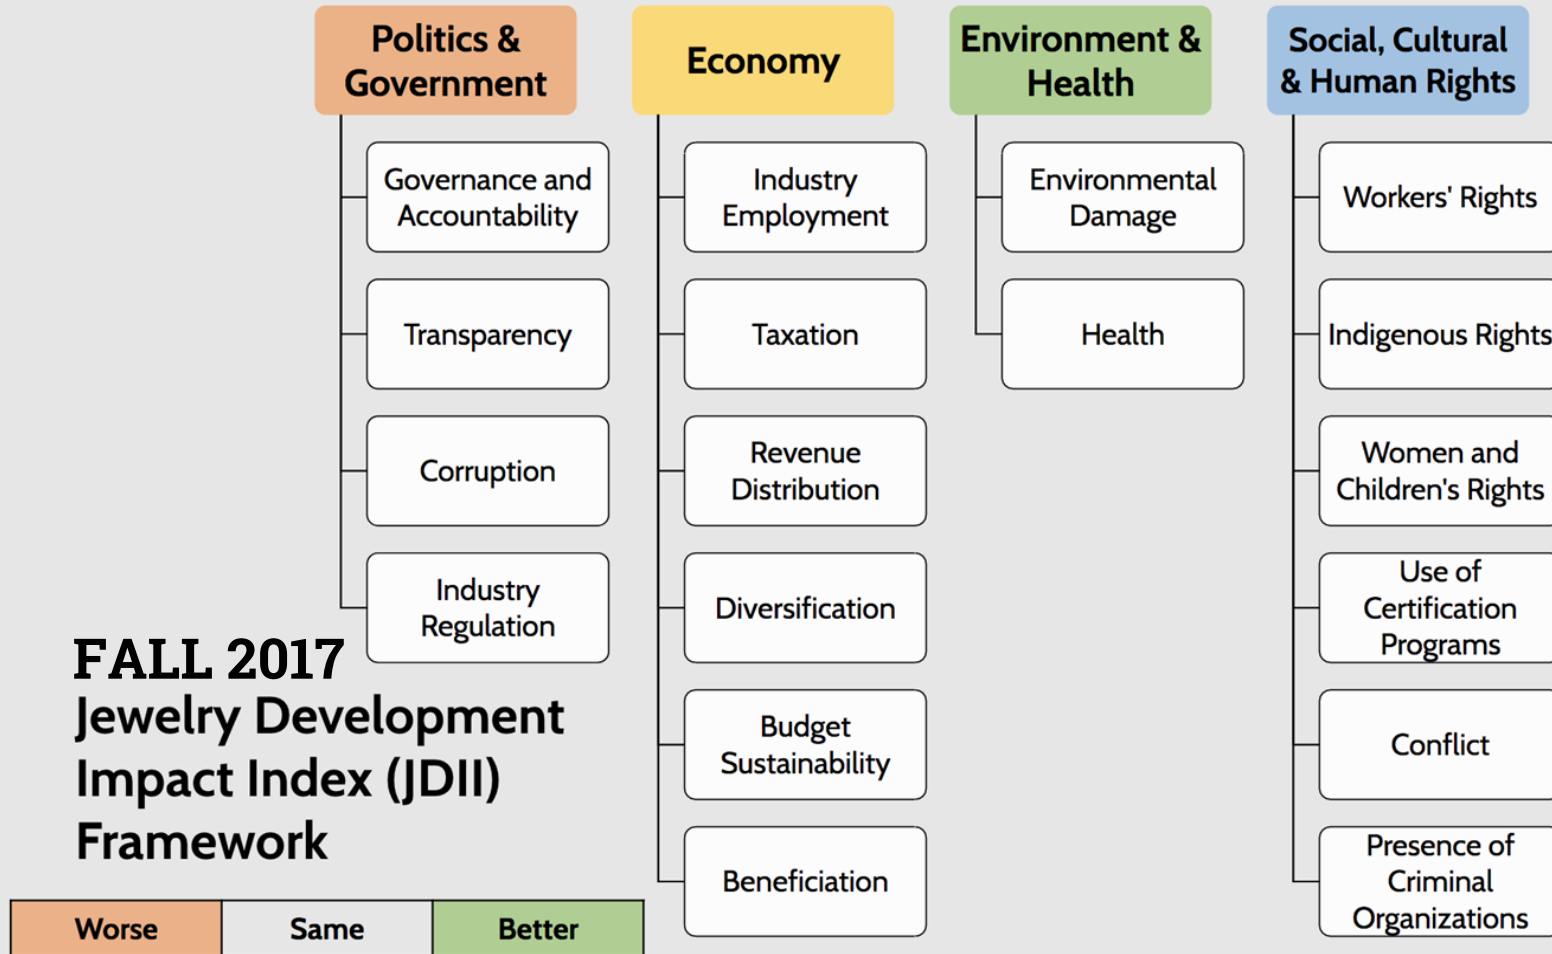 Politics &
Government
Governance and
Accountability
Transparency
Corruption
Industry
Regulation
Economy
Industry
Employment
Taxation
Revenue
Distribution
Diversification
Budget
Sustainability
Beneficiation
Environment &
Health
Environmental
Damage
Health
Social, Cultural
& Human Rights
Workers' Rights
Indigenous Rights
Women and
Children's Rights
Use of
Certification
Programs
Conflict
Presence of
Criminal
Organizations
FALL 2017
Jewelry Development
Impact Index (JDII)
Framework
Worse
Same
Better